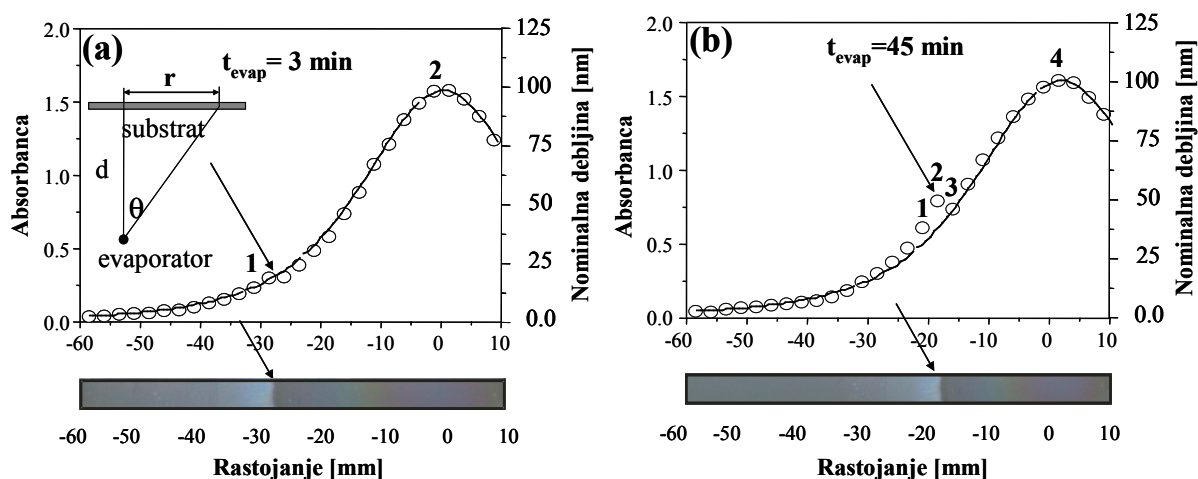 (a)
t_evap= 3 min
r
substrat
d
θ
evaporator
1
2
Absorbanca
2.0
1.5
1.0
0.5
0.0
125
100
75
50
25
0.0
Nominalna debljina [nm]
-60 -50 -40 -30 -20 -10 0 10
-60 -50 -40 -30 -20 -10 0 10
Rastojanje [mm]
(b)
t_evap=45 min
4
2
3
1
Absorbanca
2.0
1.5
1.0
0.5
0.0
125
100
75
50
25
0.0
Nominalna debljina [nm]
-60 -50 -40 -30 -20 -10 0 10
-60 -50 -40 -30 -20 -10 0 10
Rastojanje [mm]